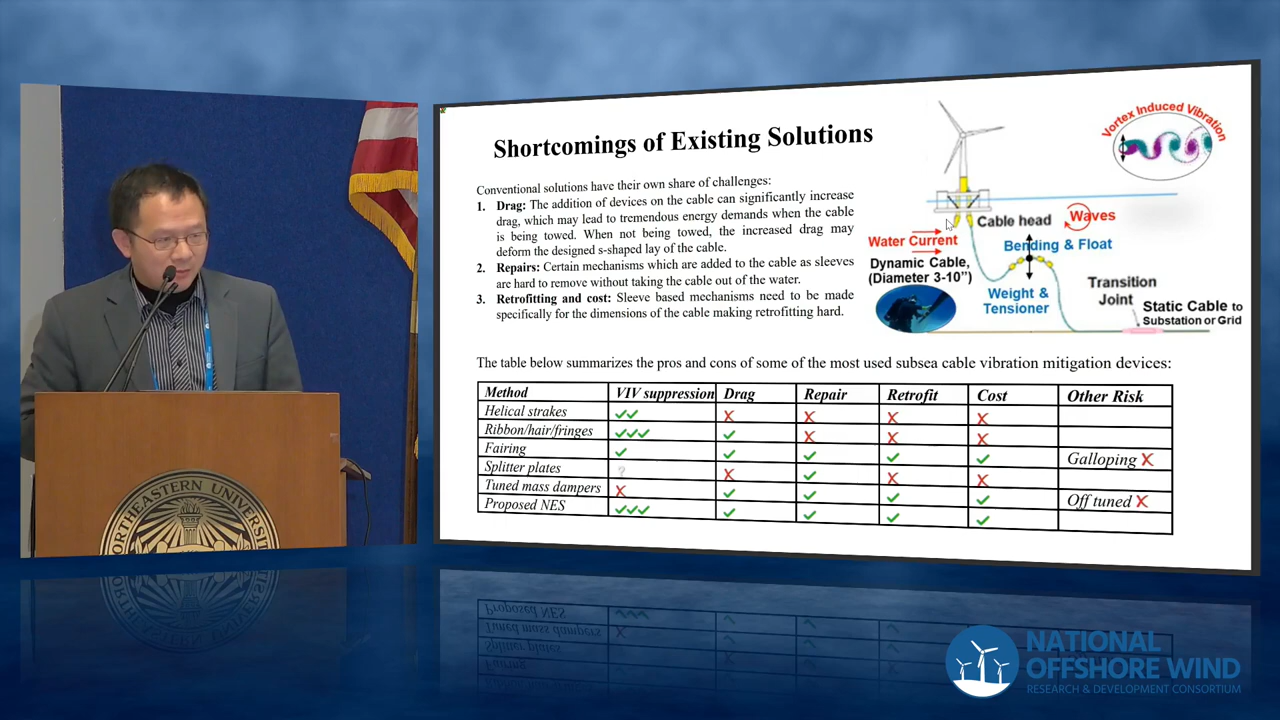 Shortcomings of Existing Solutions
Conventional solutions have their own share of challenges:
1. Drag: The addition of devices on the cable can significantly increase
drag, which may lead to tremendous energy demands when the cable
is being towed. When not being towed, the increased drag may
deform the designed s-shaped lay of the cable.
2. Repairs: Certain mechanisms which are added to the cable as sleeves
are hard to remove without taking the cable out of the water.
3. Retrofitting and cost: Sleeve based mechanisms need to be made
specifically for the dimensions of the cable making retrofitting hard.
Vortex Induced Vibration
Cable head
Waves
Water Current
Bending & Float
Dynamic Cable,
(Diameter 3-10”)
Weight &
Tensioner
Transition
Joint
Static Cable to
Substation or Grid
The table below summarizes the pros and cons of some of the most used subsea cable vibration mitigation devices:
Method VIV suppression Drag Repair Retrofit Cost Other Risk
Helical strakes ✓✓ X X X X
Ribbon/hair/fringes ✓✓✓ ✓ X X X
Fairing ✓ ✓ ✓ ✓ ✓ Galloping X
Splitter plates ? X ✓ X X
Tuned mass dampers X ✓ ✓ ✓ ✓ Off tuned X
Proposed NES ✓✓✓ ✓ ✓ ✓ ✓
NORTHEASTERN UNIVERSITY
NATIONAL
OFFSHORE WIND
RESEARCH & DEVELOPMENT CONSORTIUM